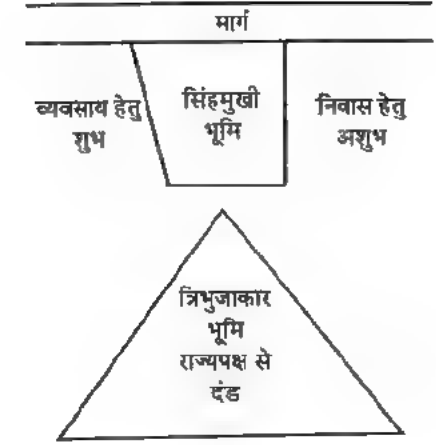 मार्ग
व्यवसाय हेतु
शुभ
सिंहमुखी
भूमि
निवास हेतु
अशुभ
त्रिभुजाकार
भूमि
राज्यपक्ष से
दंड